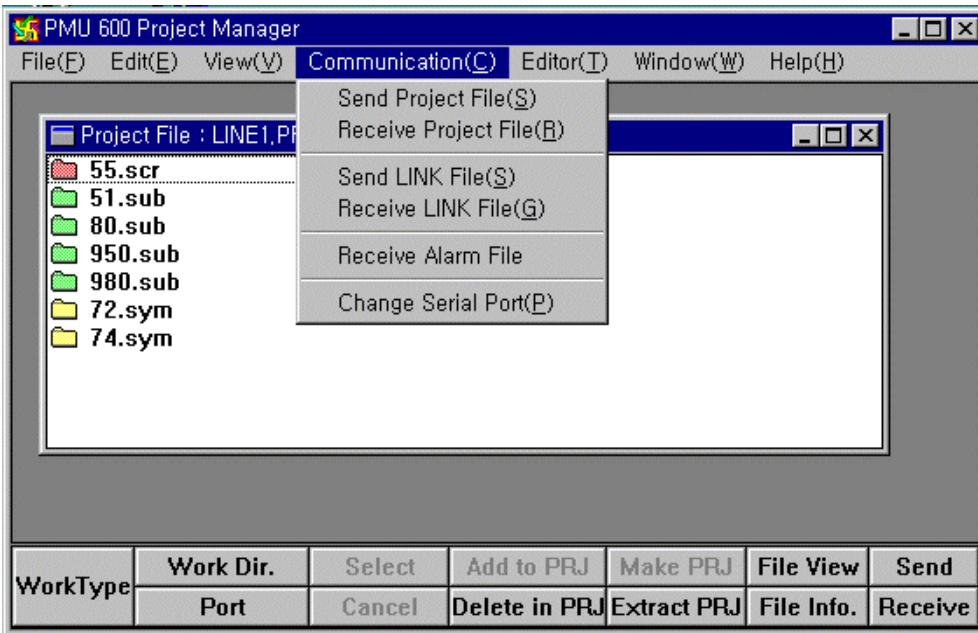 PMU 600 Project Manager
File(F) Edit(E) View(V) Communication(C) Editor(T) Window(W) Help(H)
Send Project File(S)
Receive Project File(R)
Send LINK File(S)
Receive LINK File(G)
Receive Alarm File
Change Serial Port(P)
Project File : LINE1,PR
55.scr
51.sub
80.sub
950.sub
980.sub
72.sym
74.sym
WorkType
Work Dir. Select Add to PRJ Make PRJ File View Send
Port Cancel Delete in PRJ Extract PRJ File Info. Receive